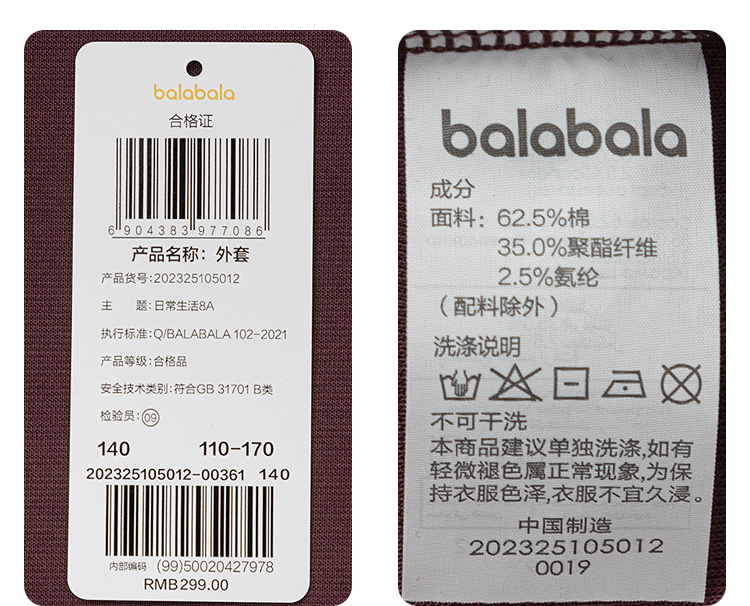 balabala
合格证
6 904383 977086
产品名称：外套
产品货号:202325105012
主 题:日常生活8A
执行标准:Q/BALABALA 102-2021
产品等级:合格品
安全技术类别:符合GB 31701 B类
检验员:09
140 110-170
202325105012-00361 140
内部编码 (99)50020427978
RMB299.00
balabala
成分
面料：62.5%棉
35.0%聚酯纤维
2.5%氨纶
（配料除外）
洗涤说明
不可干洗
本商品建议单独洗涤,如有
轻微褪色属正常现象,为保
持衣服色泽,衣服不宜久浸。
中国制造
202325105012
0019